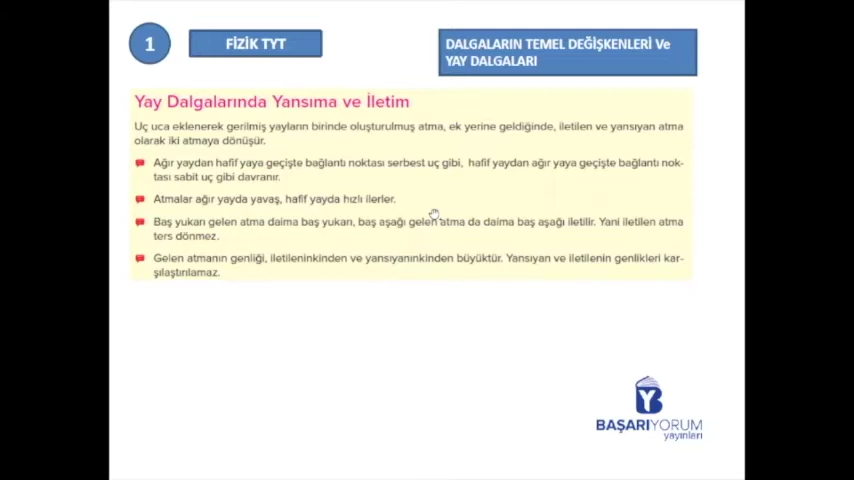 1
FİZİK TYT
DALGALARIN TEMEL DEĞİŞKENLERİ Ve
YAY DALGALARI
Yay Dalgalarında Yansıma ve İletim
Uç uca eklenerek gerilmiş yayların birinde oluşturulmuş atma, ek yerine geldiğinde, iletilen ve yansıyan atma
olarak iki atmaya dönüşür.
Ağır yaydan hafif yaya geçişte bağlantı noktası serbest uç gibi, hafif yaydan ağır yaya geçişte bağlantı nok-
tası sabit uç gibi davranır.
Atmalar ağır yayda yavaş, hafif yayda hızlı ilerler.
Baş yukarı gelen atma daima baş yukarı, baş aşağı gelen atma da daima baş aşağı iletilir. Yani iletilen atma
ters dönmez.
Gelen atmanın genliği, iletileninkinden ve yansıyanınkinden büyüktür. Yansıyan ve iletilenin genlikleri kar-
şılaştırılamaz.
BAŞARIYORUM
yayınları